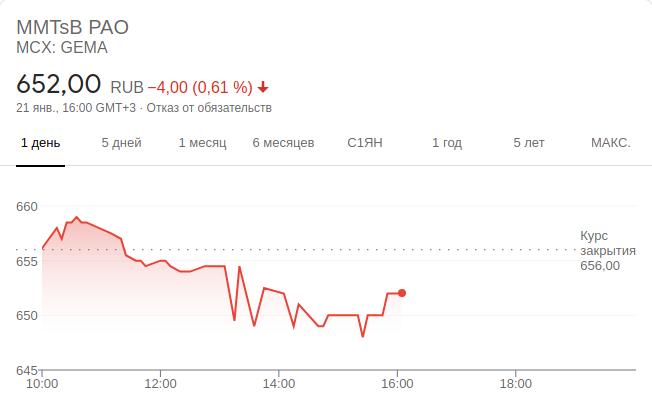 MMTsB PAO
MCX: GEMA
652,00 RUB −4,00 (0,61 %)
21 янв., 16:00 GMT+3 · Отказ от обязательств
1 день 5 дней 1 месяц 6 месяцев С1ЯН 1 год 5 лет МАКС.
660
Курс
закрытия
656,00
655
650
645
10:00 12:00 14:00 16:00 18:00